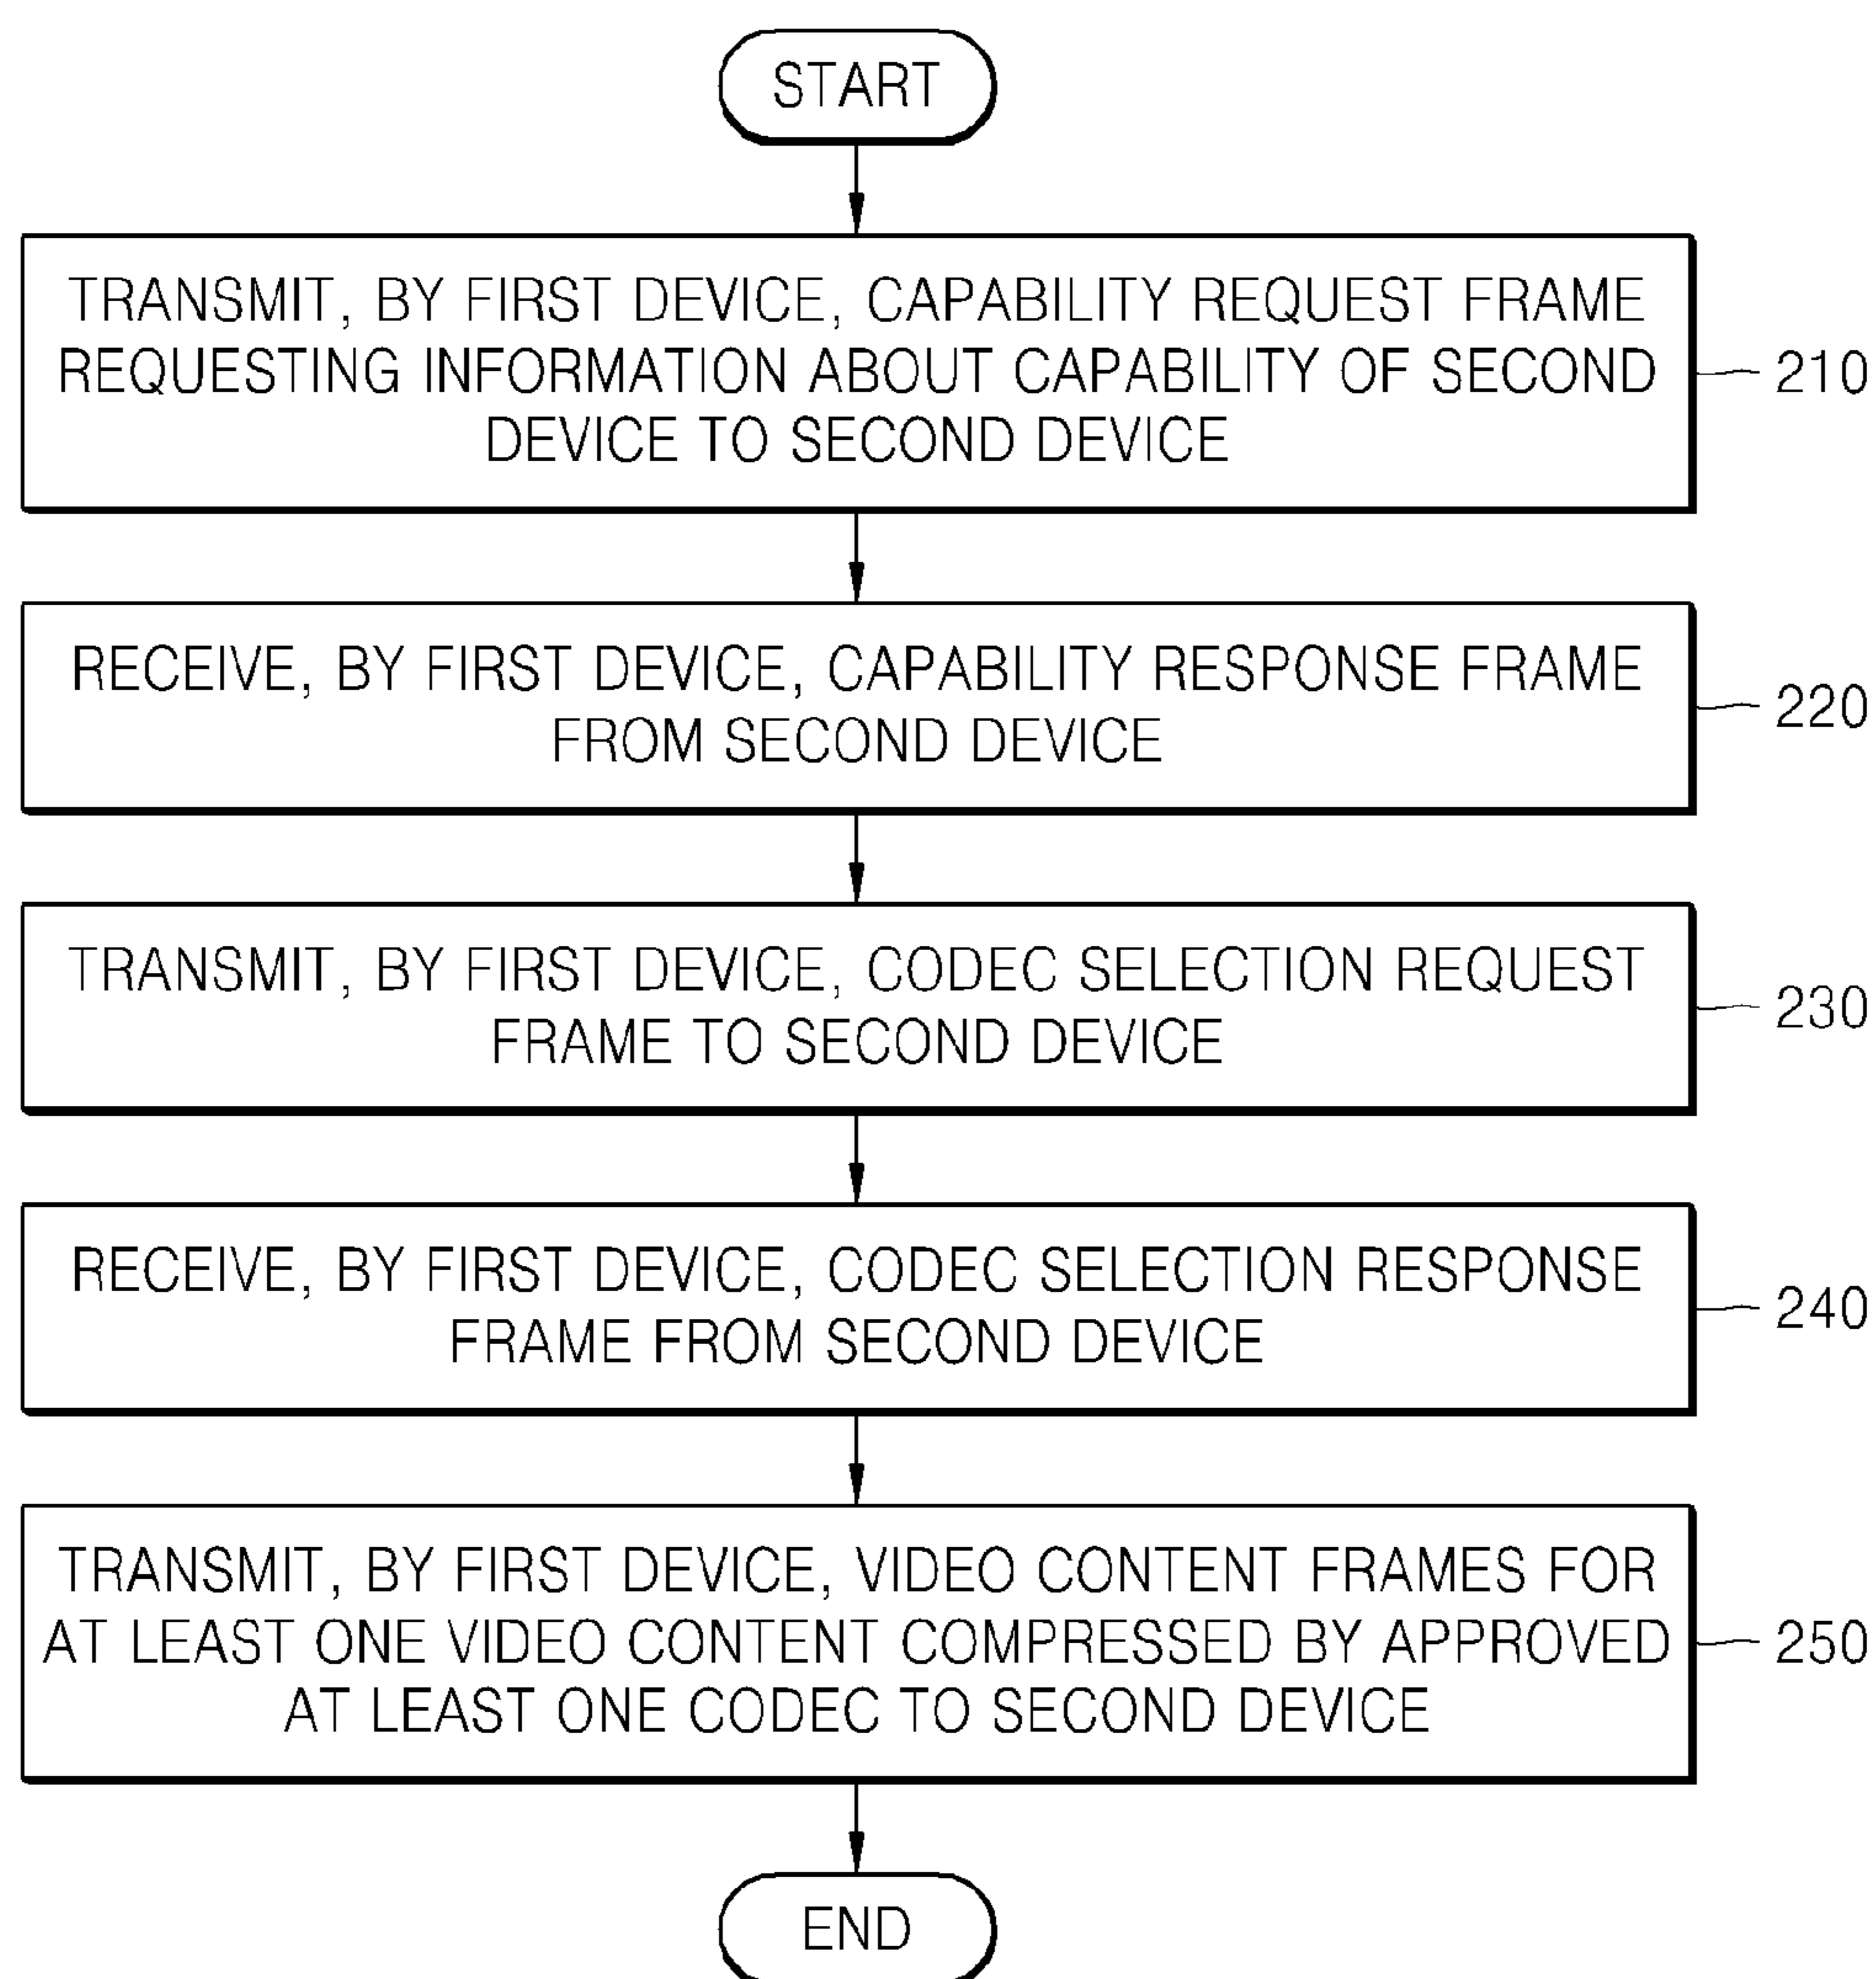 START
TRANSMIT, BY FIRST DEVICE, CAPABILITY REQUEST FRAME
REQUESTING INFORMATION ABOUT CAPABILITY OF SECOND
DEVICE TO SECOND DEVICE
210
RECEIVE, BY FIRST DEVICE, CAPABILITY RESPONSE FRAME
FROM SECOND DEVICE
220
TRANSMIT, BY FIRST DEVICE, CODEC SELECTION REQUEST
FRAME TO SECOND DEVICE
230
RECEIVE, BY FIRST DEVICE, CODEC SELECTION RESPONSE
FRAME FROM SECOND DEVICE
240
TRANSMIT, BY FIRST DEVICE, VIDEO CONTENT FRAMES FOR
AT LEAST ONE VIDEO CONTENT COMPRESSED BY APPROVED
AT LEAST ONE CODEC TO SECOND DEVICE
250
END